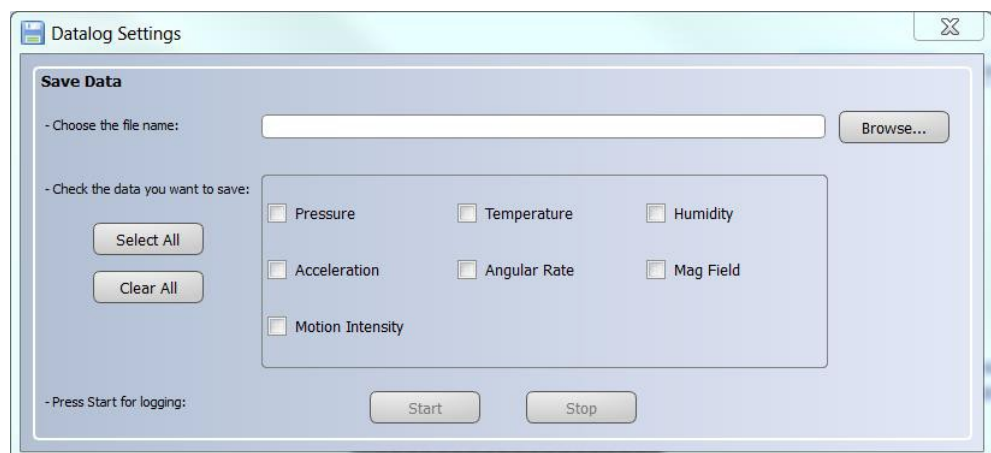 Datalog Settings
Save Data
- Choose the file name:
Browse...
- Check the data you want to save:
Select All
Clear All
Pressure
Temperature
Humidity
Acceleration
Angular Rate
Mag Field
Motion Intensity
- Press Start for logging:
Start
Stop